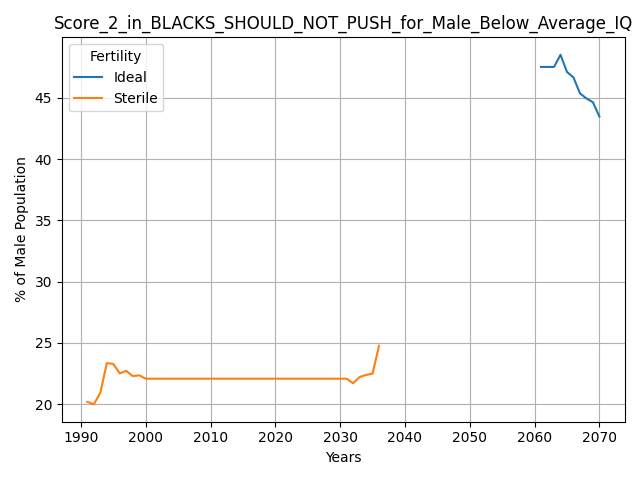 Score_2_in_BLACKS_SHOULD_NOT_PUSH_for_Male_Below_Average_IQ
Fertility
Ideal
Sterile
% of Male Population
45
40
35
30
25
20
1990 2000 2010 2020 2030 2040 2050 2060 2070
Years